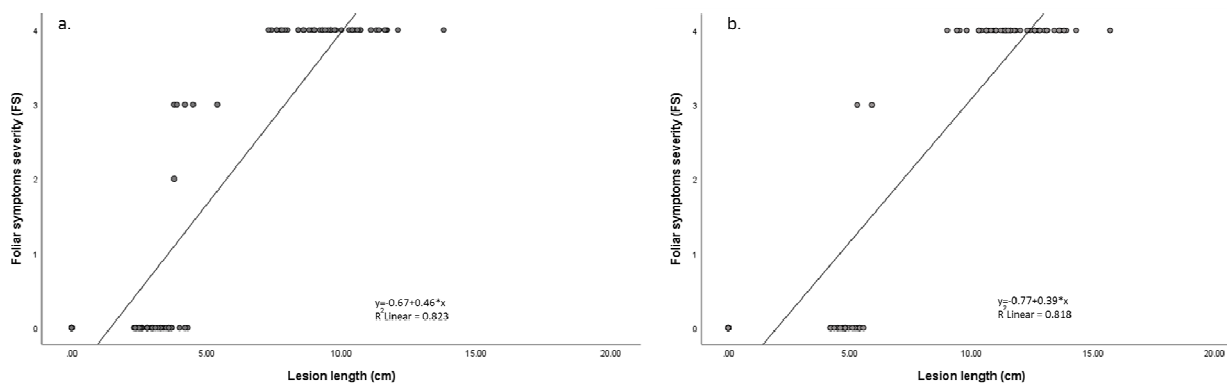 a.
Foliar symptoms severity (FS)
4
3
2
1
0
y=-0.67+0.46*x
R² Linear = 0.823
.00 5.00 10.00 15.00 20.00
Lesion length (cm)
b.
Foliar symptoms severity (FS)
4
3
2
1
0
y=-0.77+0.39*x
R² Linear = 0.818
.00 5.00 10.00 15.00 20.00
Lesion length (cm)